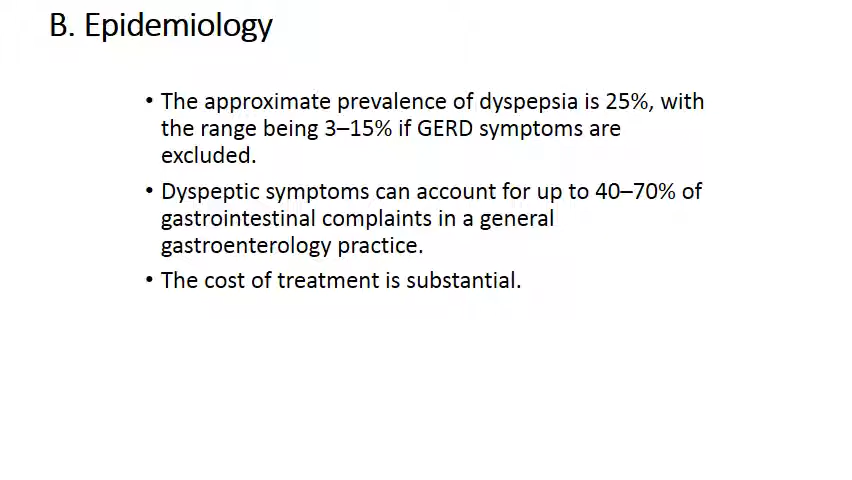 B. Epidemiology
• The approximate prevalence of dyspepsia is 25%, with
the range being 3–15% if GERD symptoms are
excluded.
• Dyspeptic symptoms can account for up to 40–70% of
gastrointestinal complaints in a general
gastroenterology practice.
• The cost of treatment is substantial.